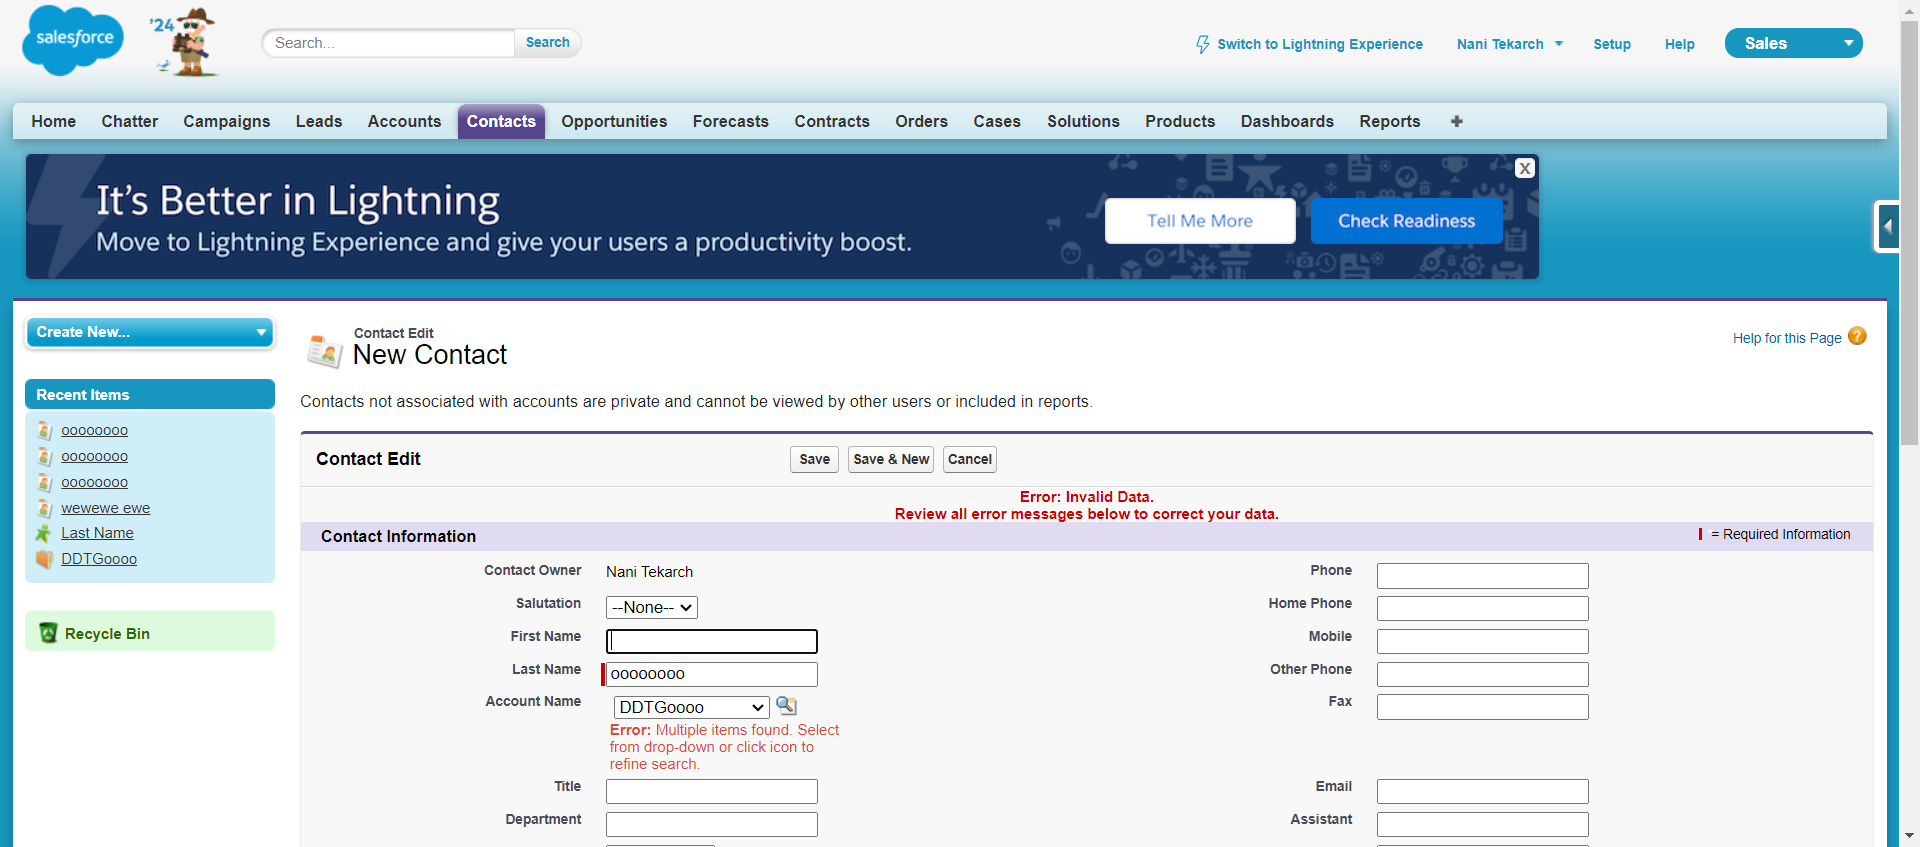 salesforce
'24
Search...
Search
Switch to Lightning Experience
Nani Tekarch
Setup
Help
Sales
Home
Chatter
Campaigns
Leads
Accounts
Contacts
Opportunities
Forecasts
Contracts
Orders
Cases
Solutions
Products
Dashboards
Reports
+
It's Better in Lightning
Move to Lightning Experience and give your users a productivity boost.
Tell Me More
Check Readiness
X
Create New...
Recent Items
oooooooo
oooooooo
oooooooo
wewewe ewe
Last Name
DDTGoooo
Recycle Bin
Contact Edit
New Contact
Help for this Page ?
Contacts not associated with accounts are private and cannot be viewed by other users or included in reports.
Contact Edit
Save
Save & New
Cancel
Error: Invalid Data.
Review all error messages below to correct your data.
Contact Information
= Required Information
Contact Owner
Nani Tekarch
Phone
Salutation
--None--
Home Phone
First Name
Mobile
Last Name
oooooooo
Other Phone
Account Name
DDTGoooo
Fax
Error: Multiple items found. Select
from drop-down or click icon to
refine search.
Title
Email
Department
Assistant